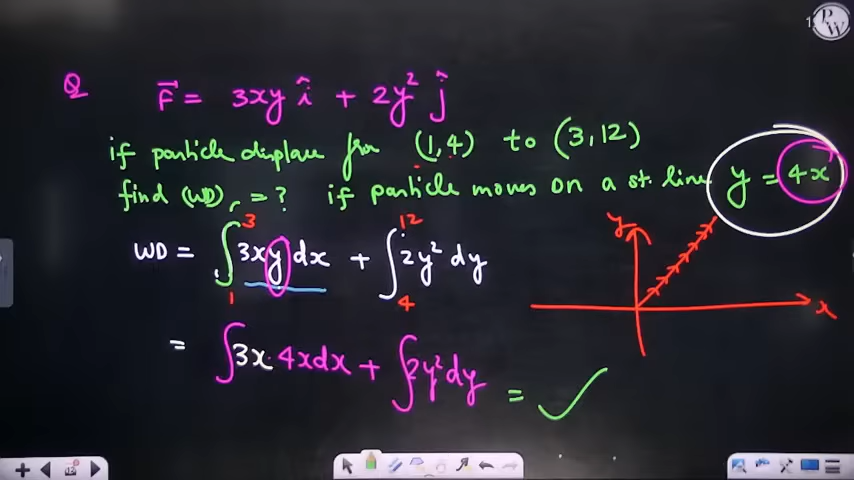 Q F⃗ = 3xy î + 2y² ĵ
if particle displace from (1,4) to (3,12)
find (WD)F = ? if particle moves on a st. line y = 4x
WD = ∫₁³ 3xy dx + ∫₄¹² 2y² dy
= ∫ 3x · 4x dx + ∫ 2y² dy = ✓
y
x
PW